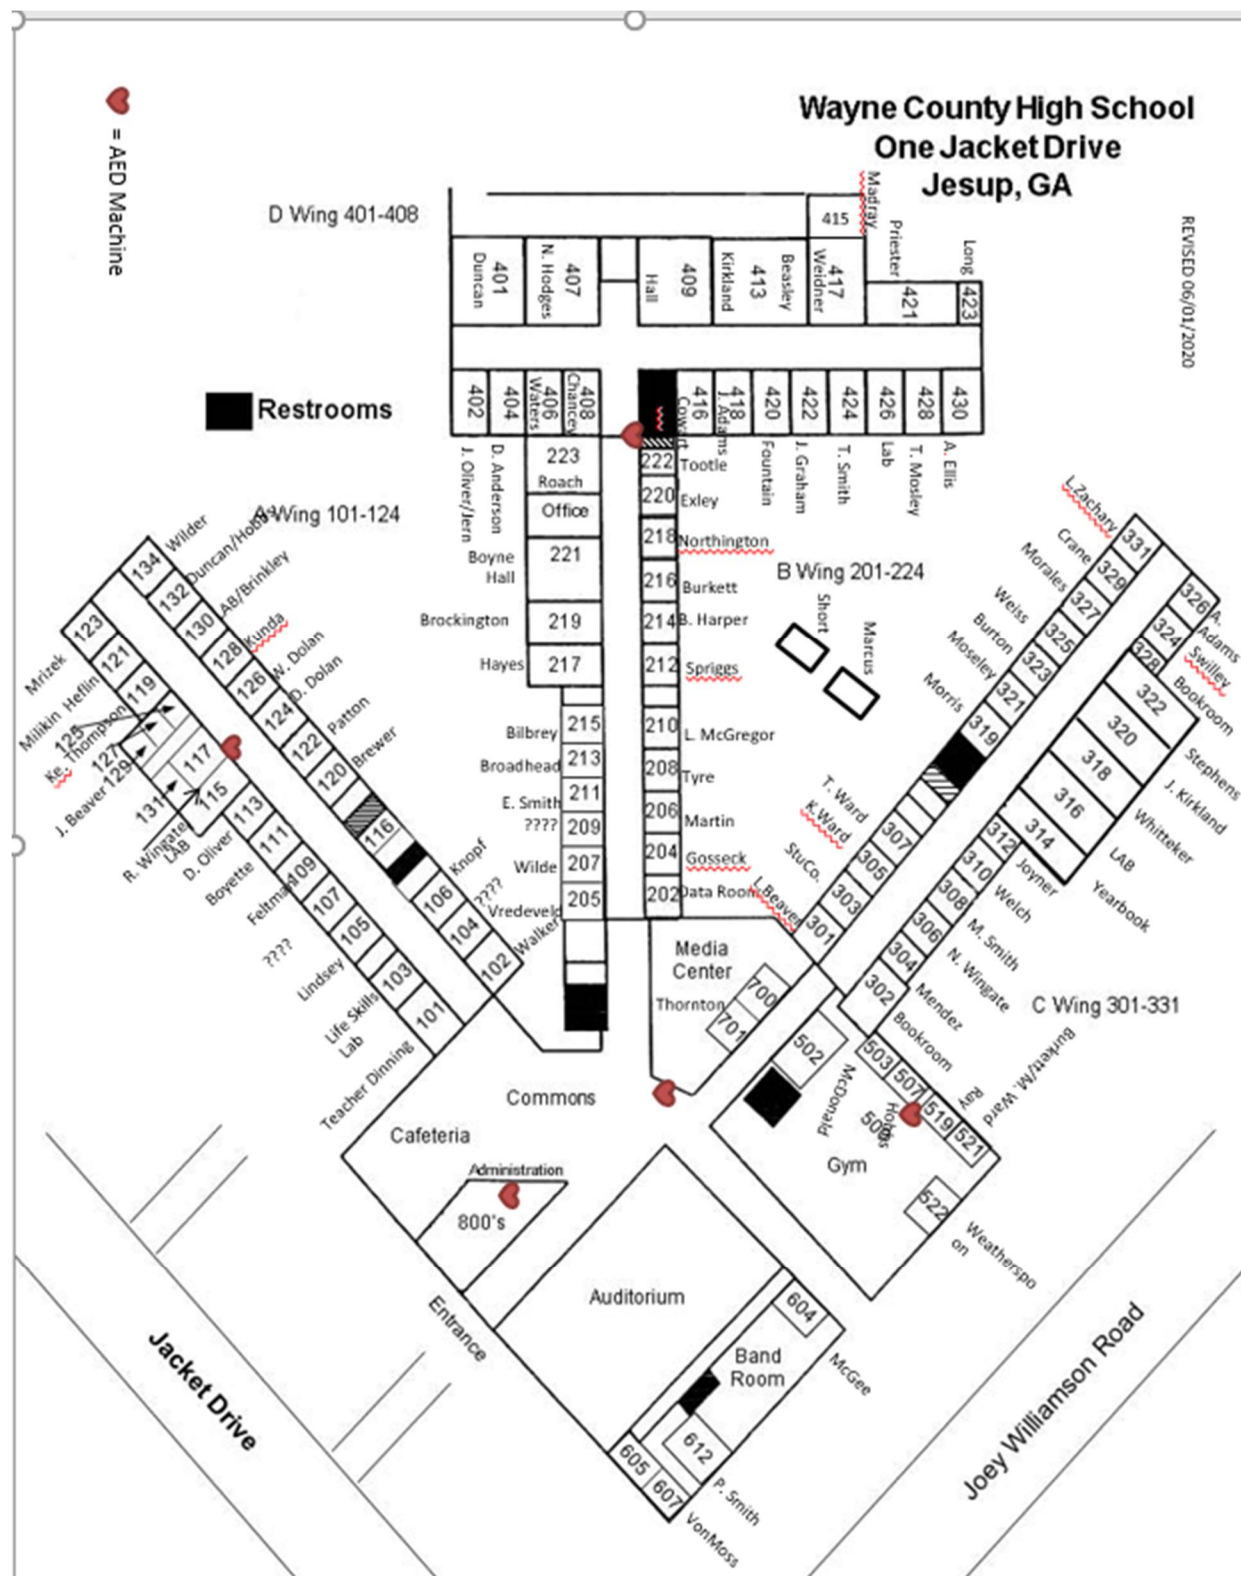 Wayne County High School
One Jacket Drive
Jesup, GA
= AED Machine
REVISED 06/01/2020
D Wing 401-408
Restrooms
A Wing 101-124
B Wing 201-224
C Wing 301-331
415
Madray
Priester
Long
401
Duncan
407
N. Hodges
409
Hall
413
Kirkland
Beasley
417
Weidner
421
423
402
404
406
Waters
408
Chancey
416
Cowart
418
J. Adams
420
422
424
426
428
430
J. Oliver/Jern
D. Anderson
Fountain
J. Graham
T. Smith
Lab
T. Mosley
A. Ellis
223
Roach
Office
221
Boyne
Hall
219
Brockington
217
Hayes
215
Bilbrey
213
Broadhead
211
E. Smith
209
????
207
Wilde
205
Vredeveld
222
Tootle
220
Exley
218
Northington
216
Burkett
214
B. Harper
212
Spriggs
210
L. McGregor
208
Tyre
206
Martin
204
Gosseck
202
Data Room
Short
Marcus
134
Wilder
132
Duncan/Hobbs
130
AB/Brinkley
128
Kunda
126
W. Dolan
124
D. Dolan
122
Patton
120
Brewer
116
106
Knopf
104
????
102
Walker
123
Mrizek
121
Milikin Heflin
119
125
Ke. Thompson
127
J. Beaver
129
131
117
115
R. Wingate
LAB
113
D. Oliver
111
Boyette
109
Feltman
107
????
105
Lindsey
103
Life Skills
Lab
101
Teacher Dinning
331
L.Zachary
329
Crane
327
Morales
325
Weiss
323
Burton
321
Moseley
319
Morris
307
T. Ward
305
K.Ward
303
StuCo.
301
L.Beaver
326
A.
Adams
324
Swilley
328
Bookroom
322
Stephens
320
J. Kirkland
318
Whitteker
316
LAB
314
Yearbook
312
Joyner
310
Welch
308
M. Smith
306
N. Wingate
304
Mendez
302
Bookroom
Media
Center
Thornton
700
701
502
McDonald
503
507
Hobbs
519
Ray
521
Burkett/M. Ward
Gym
522
Weatherspo
on
Commons
Cafeteria
Administration
800's
Auditorium
Entrance
604
McGee
Band
Room
612
P. Smith
605
607
VonMoss
Jacket Drive
Joey Williamson Road